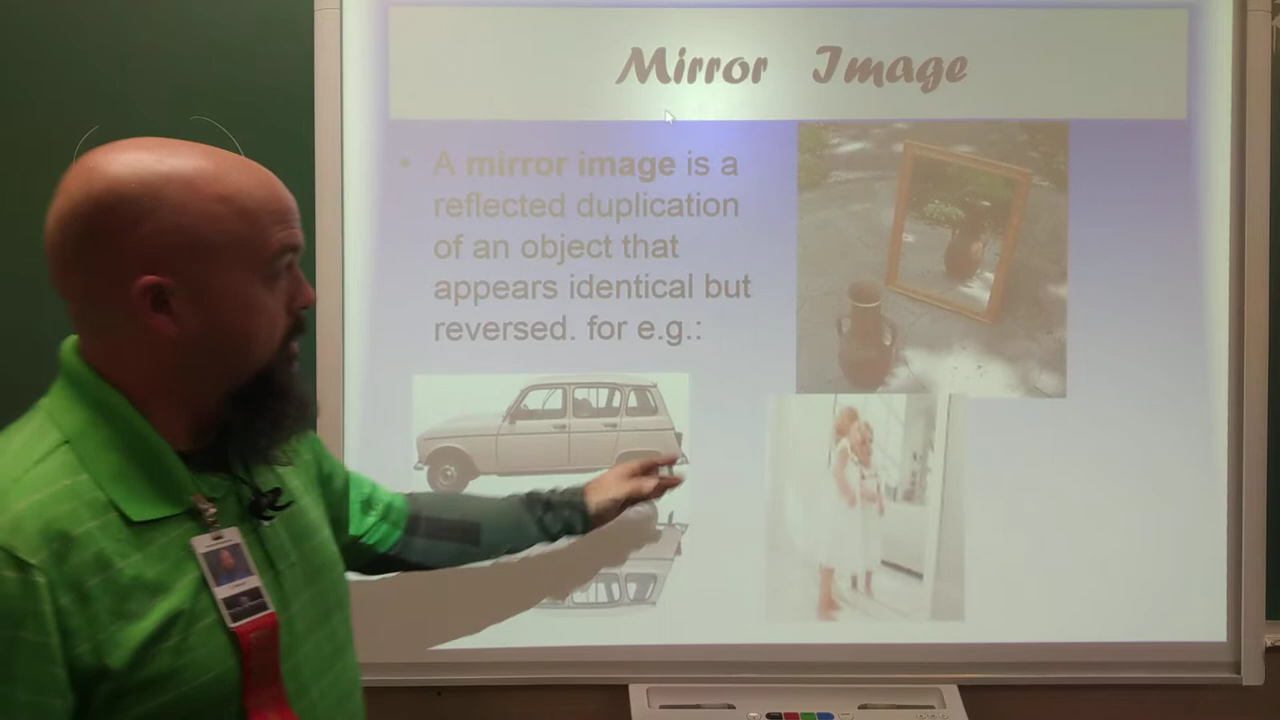 Mirror Image
• A mirror image is a
reflected duplication
of an object that
appears identical but
reversed. for e.g.: